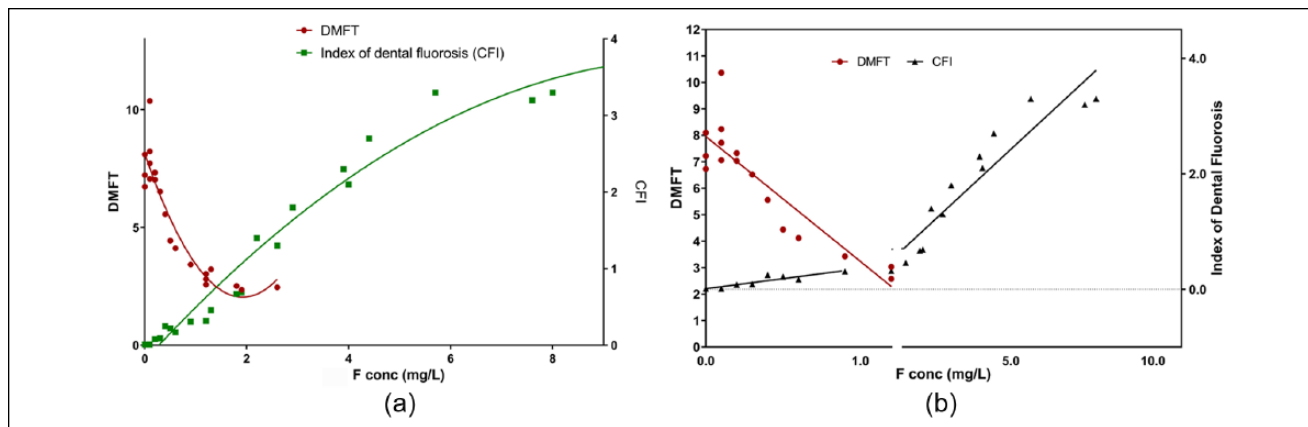 DMFT
Index of dental fluorosis (CFI)
10
5
0
DMFT
4
3
2
1
0
CFI
0
2
4
6
8
F conc (mg/L)
(a)
12
11
10
9
8
7
6
5
4
3
2
1
0
DMFT
DMFT
CFI
4.0
2.0
0.0
Index of Dental Fluorosis
0.0
1.0
5.0
10.0
F conc (mg/L)
(b)